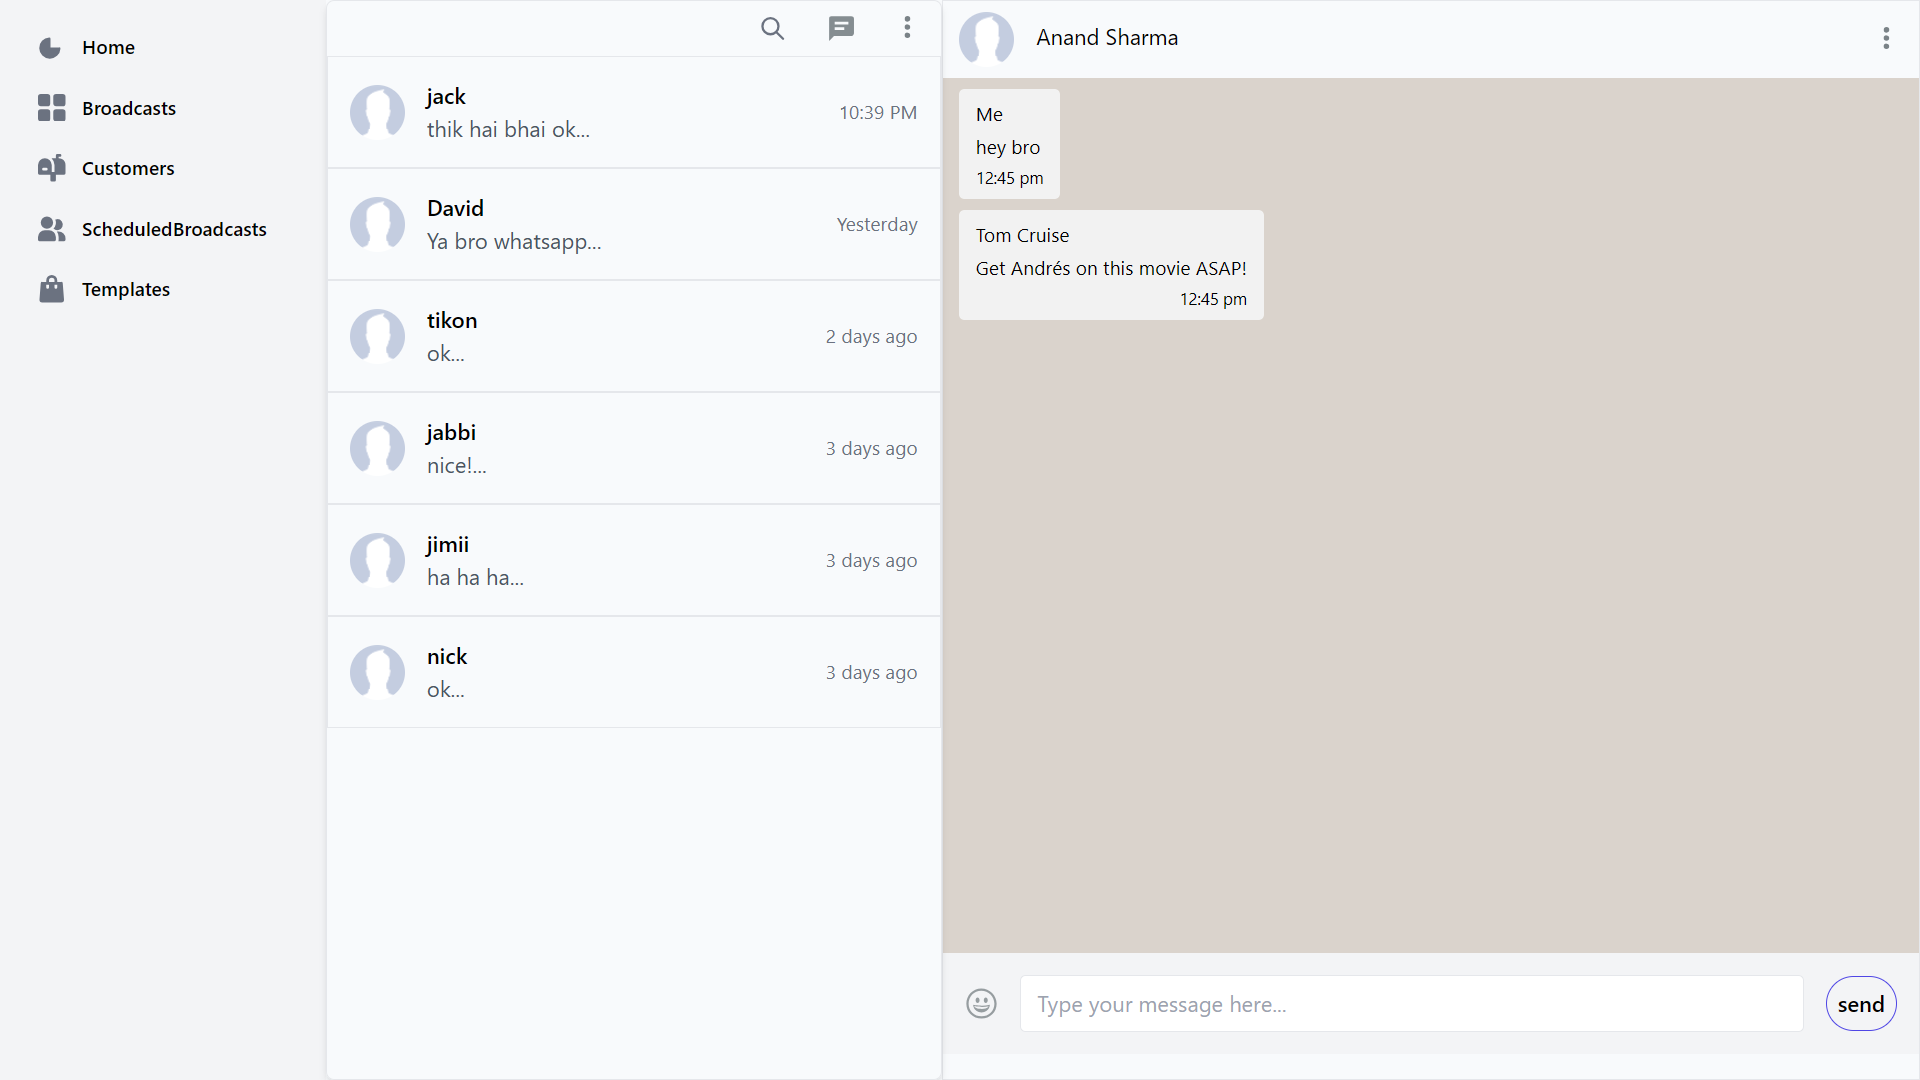 Home
Broadcasts
Customers
ScheduledBroadcasts
Templates
jack
thik hai bhai ok...
10:39 PM
David
Ya bro whatsapp...
Yesterday
tikon
ok...
2 days ago
jabbi
nice!...
3 days ago
jimii
ha ha ha...
3 days ago
nick
ok...
3 days ago
Anand Sharma
Me
hey bro
12:45 pm
Tom Cruise
Get Andrés on this movie ASAP!
12:45 pm
Type your message here...
send